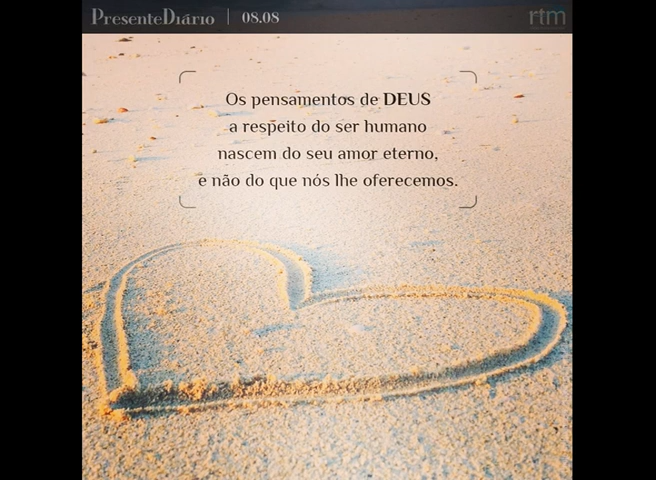 PresenteDiário | 08.08
rtm
Os pensamentos de DEUS
a respeito do ser humano
nascem do seu amor eterno,
e não do que nós lhe oferecemos.